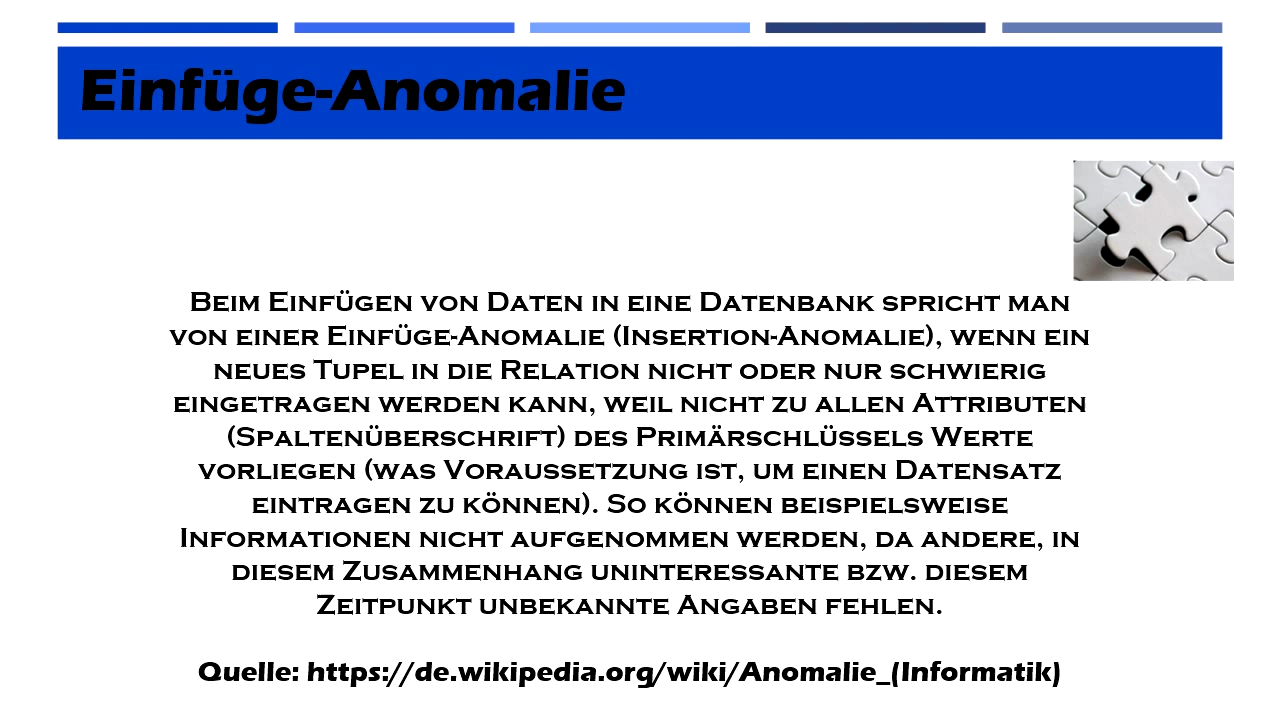 Einfüge-Anomalie
Beim Einfügen von Daten in eine Datenbank spricht man
von einer Einfüge-Anomalie (Insertion-Anomalie), wenn ein
neues Tupel in die Relation nicht oder nur schwierig
eingetragen werden kann, weil nicht zu allen Attributen
(Spaltenüberschrift) des Primärschlüssels Werte
vorliegen (was Voraussetzung ist, um einen Datensatz
eintragen zu können). So können beispielsweise
Informationen nicht aufgenommen werden, da andere, in
diesem Zusammenhang uninteressante bzw. diesem
Zeitpunkt unbekannte Angaben fehlen.
Quelle: https://de.wikipedia.org/wiki/Anomalie_(Informatik)